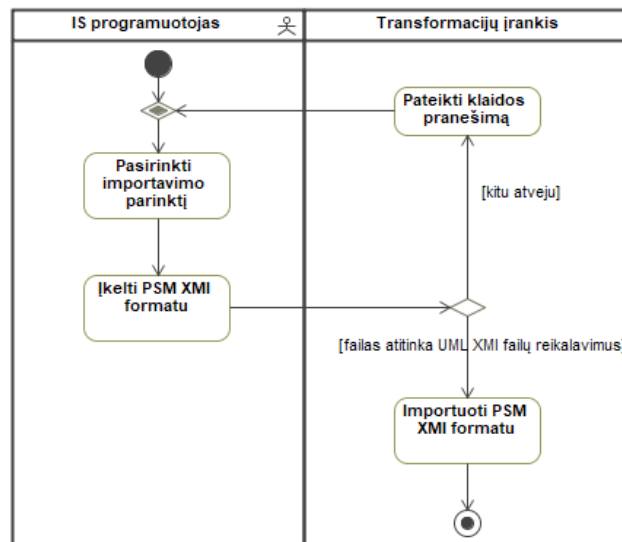 IS programuotojas
Transformacijų įrankis
Pateikti klaidos
pranešimą
Pasirinkti
importavimo
parinktį
[kitu atveju]
Įkelti PSM XMI
formatu
[failas atitinka UML XMI failų reikalavimus]
Importuoti PSM
XMI formatu